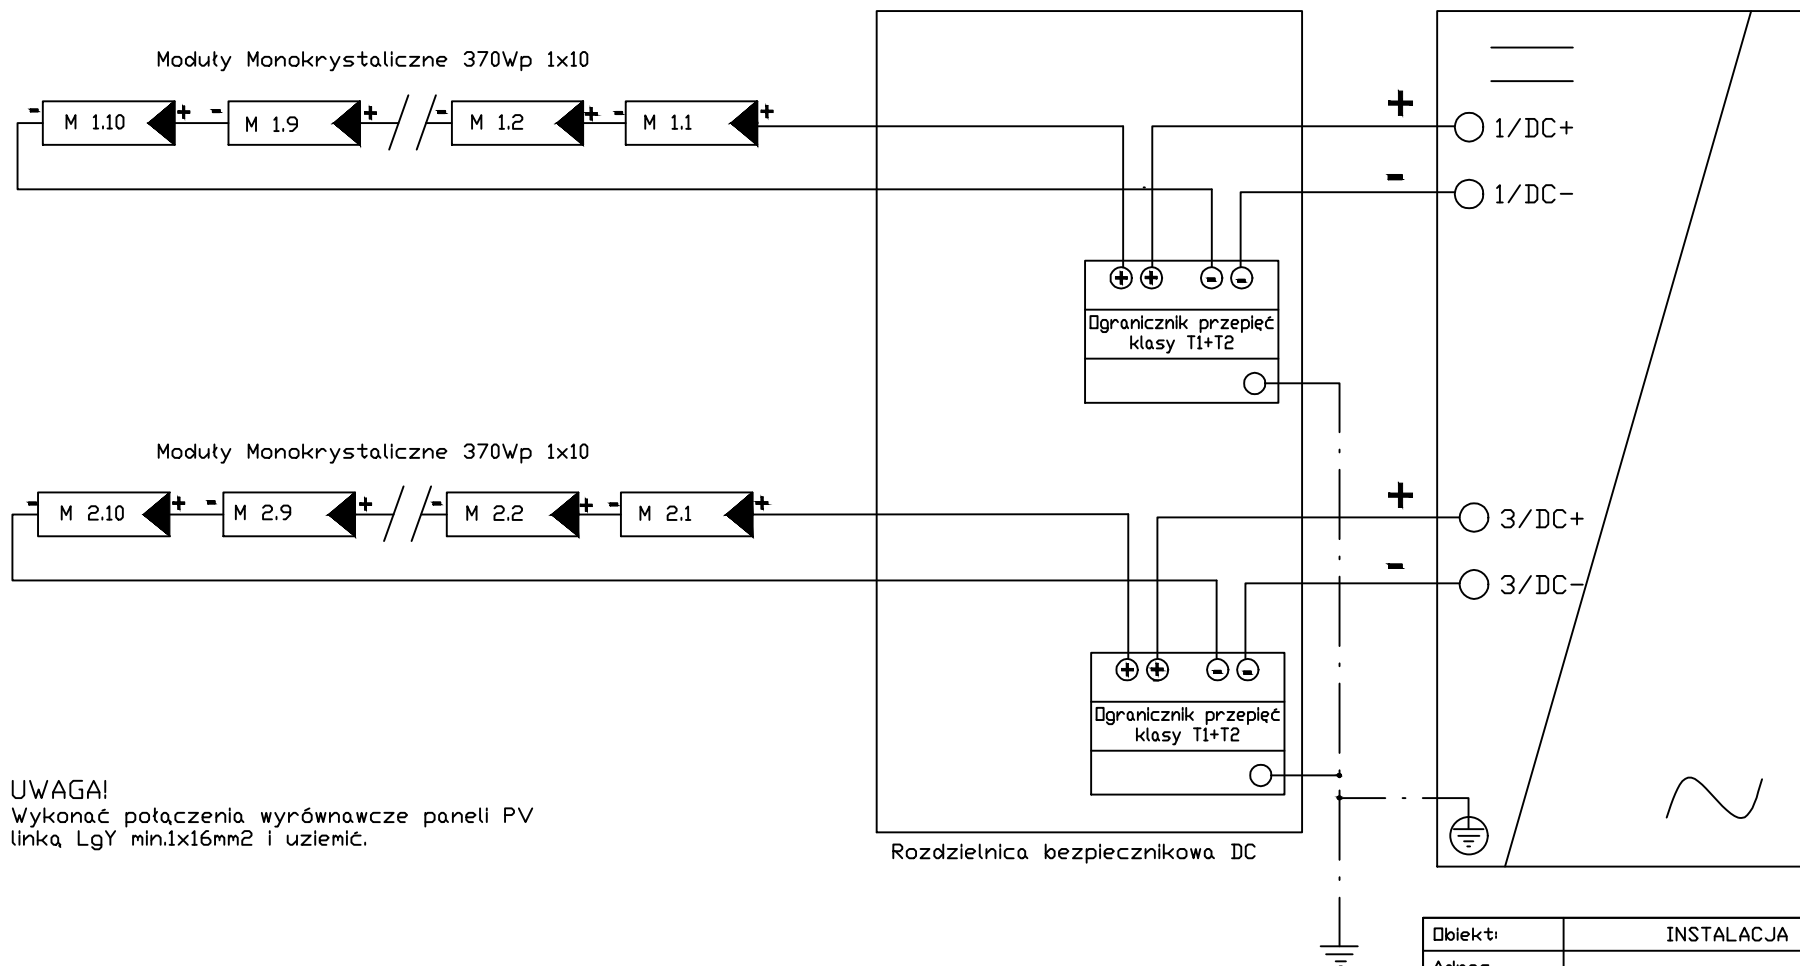 Moduły Monokrystaliczne 370Wp 1x10
- M 1.10 + - M 1.9 + - M 1.2 + - M 1.1 +
+ 1/DC+
- 1/DC-
+ + - -
Ogranicznik przepięć
klasy T1+T2
Moduły Monokrystaliczne 370Wp 1x10
- M 2.10 + - M 2.9 + - M 2.2 + - M 2.1 +
+ 3/DC+
- 3/DC-
+ + - -
Ogranicznik przepięć
klasy T1+T2
UWAGA!
Wykonać połączenia wyrównawcze paneli PV
linką LgY min.1x16mm2 i uziemić.
Rozdzielnica bezpiecznikowa DC
Obiekt: INSTALACJA